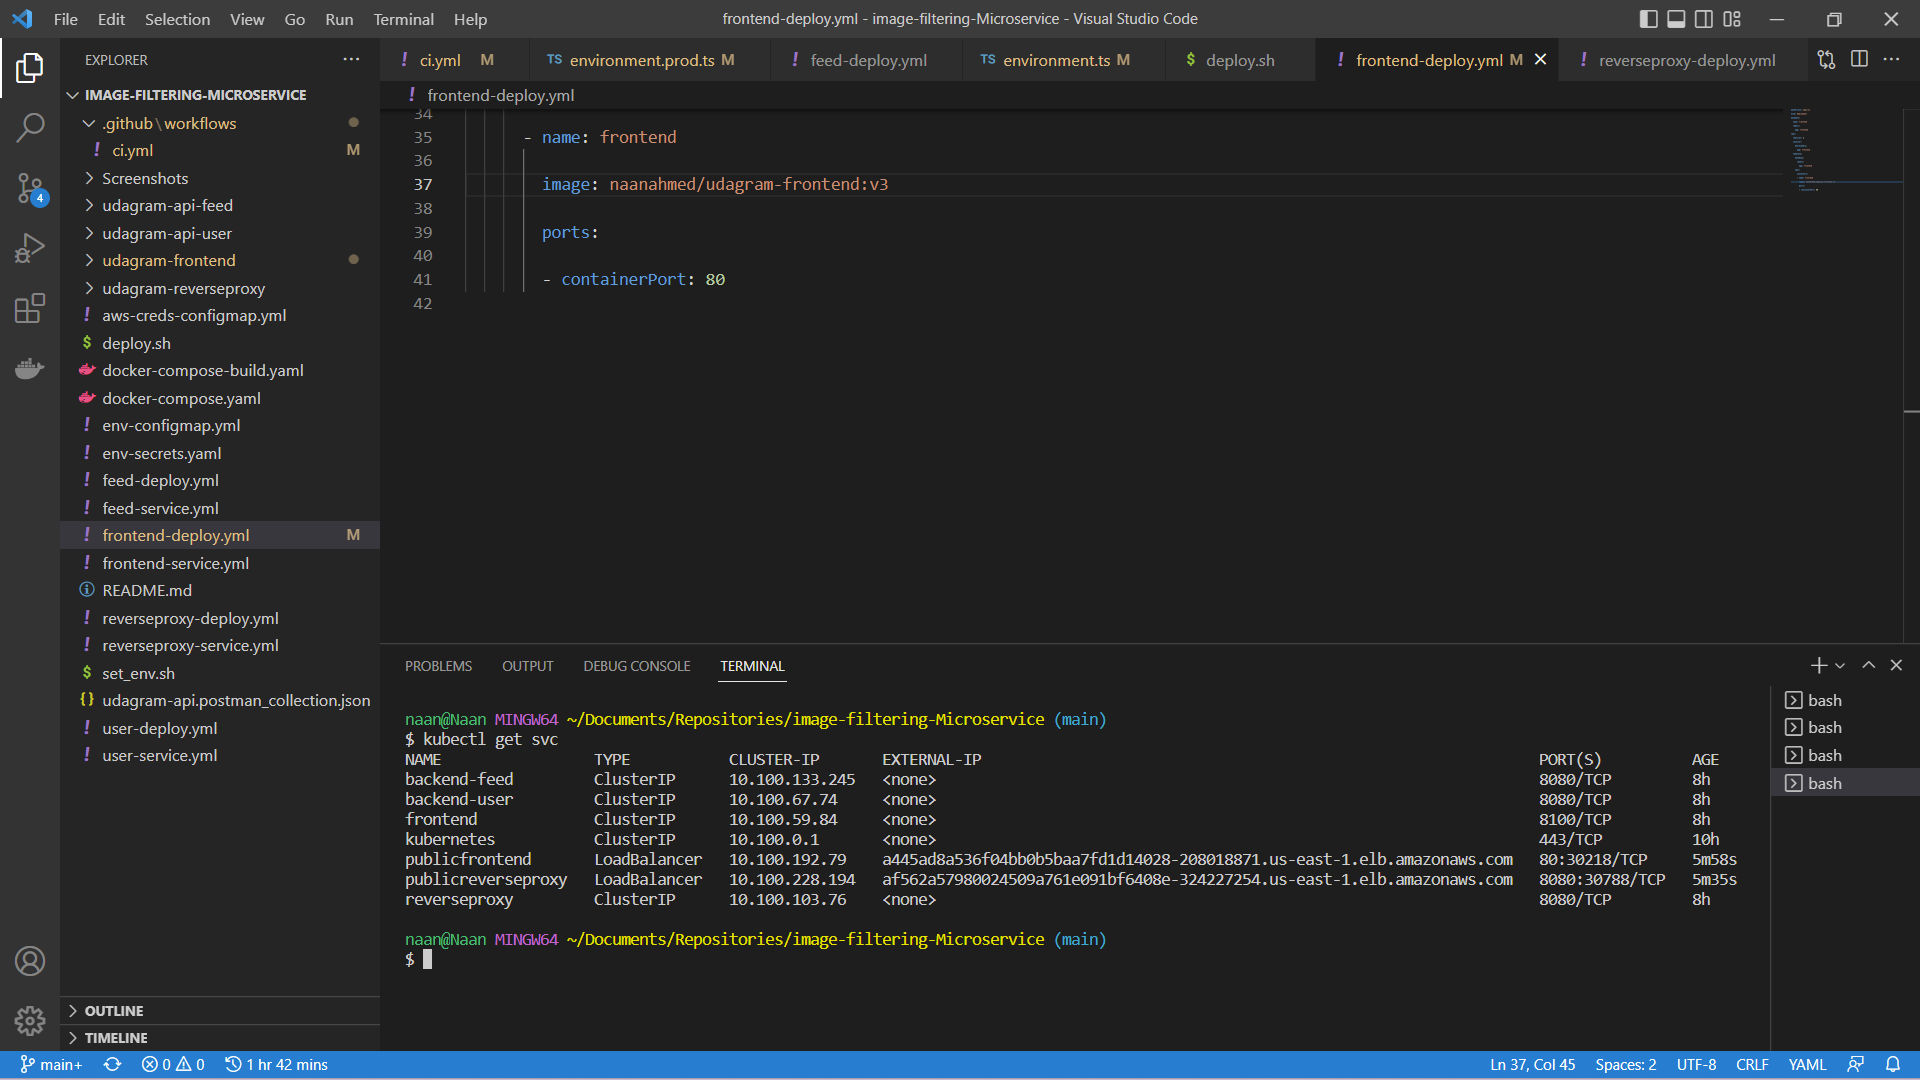 File Edit Selection View Go Run Terminal Help
frontend-deploy.yml - image-filtering-Microservice - Visual Studio Code
EXPLORER
! ci.yml M
TS environment.prod.ts M
! feed-deploy.yml
TS environment.ts M
$ deploy.sh
! frontend-deploy.yml M
! reverseproxy-deploy.yml
! frontend-deploy.yml
IMAGE-FILTERING-MICROSERVICE
.github\workflows
! ci.yml M
Screenshots
udagram-api-feed
udagram-api-user
udagram-frontend
udagram-reverseproxy
! aws-creds-configmap.yml
$ deploy.sh
docker-compose-build.yaml
docker-compose.yaml
! env-configmap.yml
! env-secrets.yaml
! feed-deploy.yml
! feed-service.yml
! frontend-deploy.yml M
! frontend-service.yml
README.md
! reverseproxy-deploy.yml
! reverseproxy-service.yml
$ set_env.sh
{} udagram-api.postman_collection.json
! user-deploy.yml
! user-service.yml
OUTLINE
TIMELINE
4
34
35 - name: frontend
36
37 image: naanahmed/udagram-frontend:v3
38
39 ports:
40
41 - containerPort: 80
42
PROBLEMS OUTPUT DEBUG CONSOLE TERMINAL
naan@Naan MINGW64 ~/Documents/Repositories/image-filtering-Microservice (main)
$ kubectl get svc
NAME TYPE CLUSTER-IP EXTERNAL-IP PORT(S) AGE
backend-feed ClusterIP 10.100.133.245 <none> 8080/TCP 8h
backend-user ClusterIP 10.100.67.74 <none> 8080/TCP 8h
frontend ClusterIP 10.100.59.84 <none> 8100/TCP 8h
kubernetes ClusterIP 10.100.0.1 <none> 443/TCP 10h
publicfrontend LoadBalancer 10.100.192.79 a445ad8a536f04bb0b5baa7fd1d14028-208018871.us-east-1.elb.amazonaws.com 80:30218/TCP 5m58s
publicreverseproxy LoadBalancer 10.100.228.194 af562a57980024509a761e091bf6408e-324227254.us-east-1.elb.amazonaws.com 8080:30788/TCP 5m35s
reverseproxy ClusterIP 10.100.103.76 <none> 8080/TCP 8h
naan@Naan MINGW64 ~/Documents/Repositories/image-filtering-Microservice (main)
$
bash
bash
bash
bash
main+ 0 0 1 hr 42 mins
Ln 37, Col 45 Spaces: 2 UTF-8 CRLF YAML